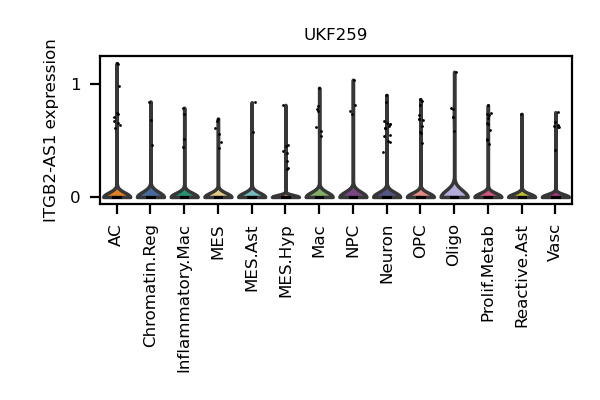 UKF259
ITGB2-AS1 expression
1
0
AC
Chromatin.Reg
Inflammatory.Mac
MES
MES.Ast
MES.Hyp
Mac
NPC
Neuron
OPC
Oligo
Prolif.Metab
Reactive.Ast
Vasc